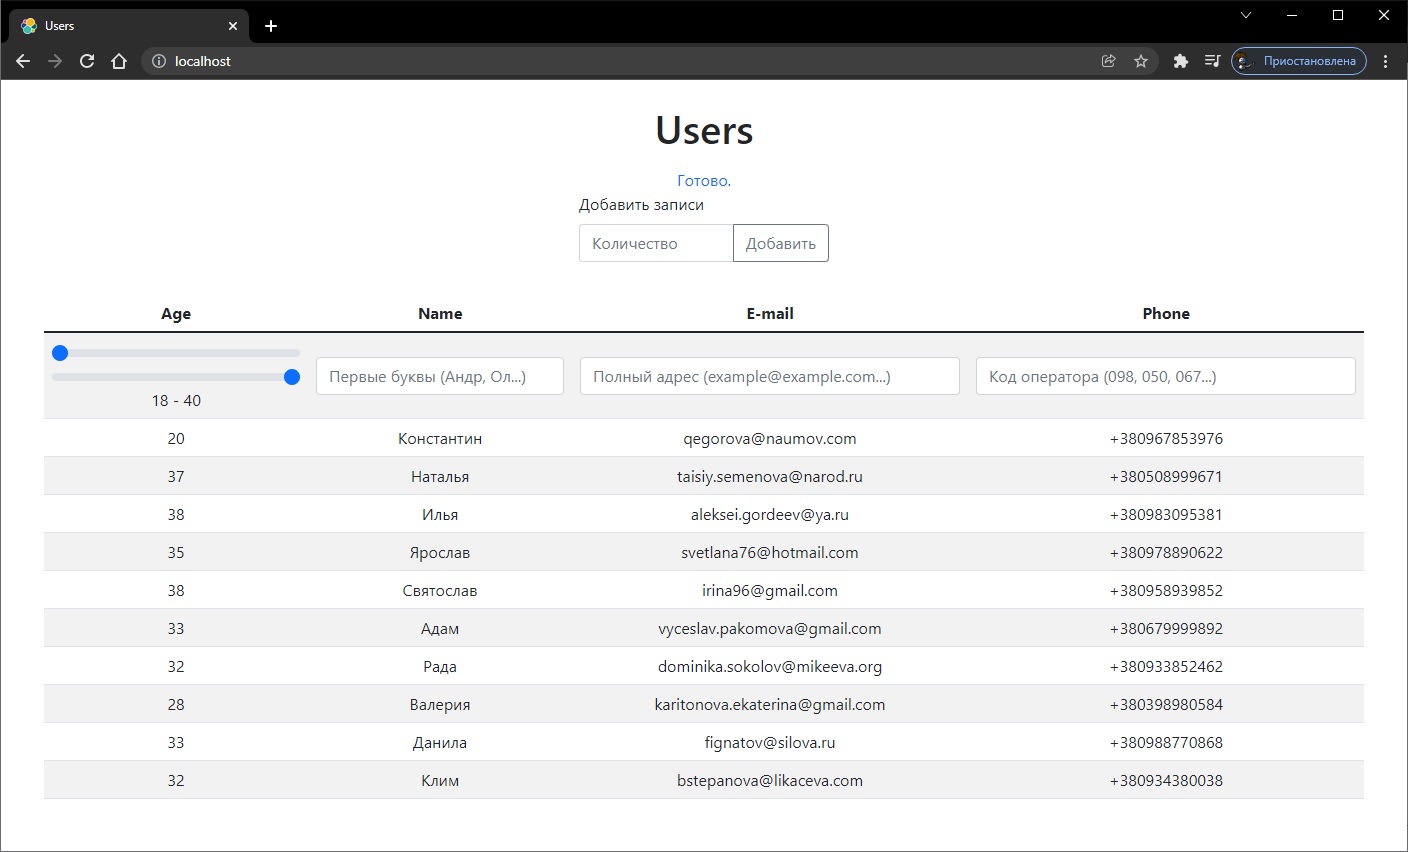 Users
localhost
Приостановлена
Users
Готово.
Добавить записи
Количество Добавить
Age Name E-mail Phone
Первые буквы (Андр, Ол...) Полный адрес (example@example.com...) Код оператора (098, 050, 067...)
18 - 40
20 Константин qegorova@naumov.com +380967853976
37 Наталья taisiy.semenova@narod.ru +380508999671
38 Илья aleksei.gordeev@ya.ru +380983095381
35 Ярослав svetlana76@hotmail.com +380978890622
38 Святослав irina96@gmail.com +380958939852
33 Адам vyceslav.pakomova@gmail.com +380679999892
32 Рада dominika.sokolov@mikeeva.org +380933852462
28 Валерия karitonova.ekaterina@gmail.com +380398980584
33 Данила fignatov@silova.ru +380988770868
32 Клим bstepanova@likaceva.com +380934380038